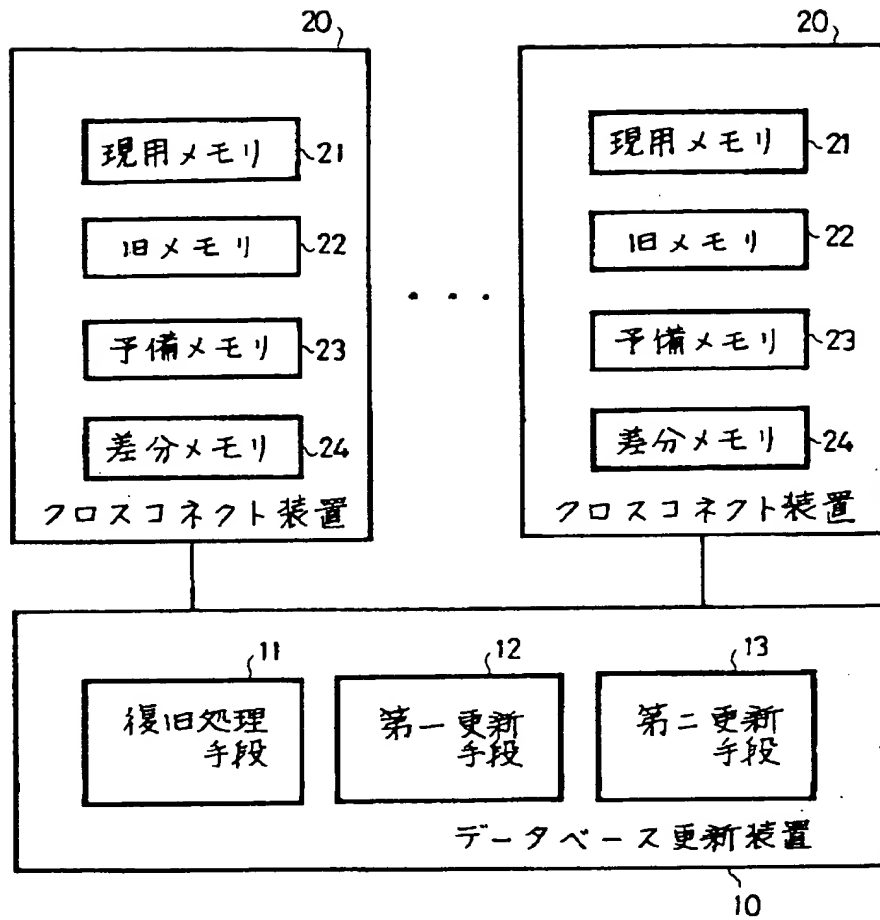 20
現用メモリ
21
旧メモリ
22
予備メモリ
23
差分メモリ
24
クロスコネクト装置
・・・
20
現用メモリ
21
旧メモリ
22
予備メモリ
23
差分メモリ
24
クロスコネクト装置
11
復旧処理
手段
12
第一更新
手段
13
第二更新
手段
データベース更新装置
10